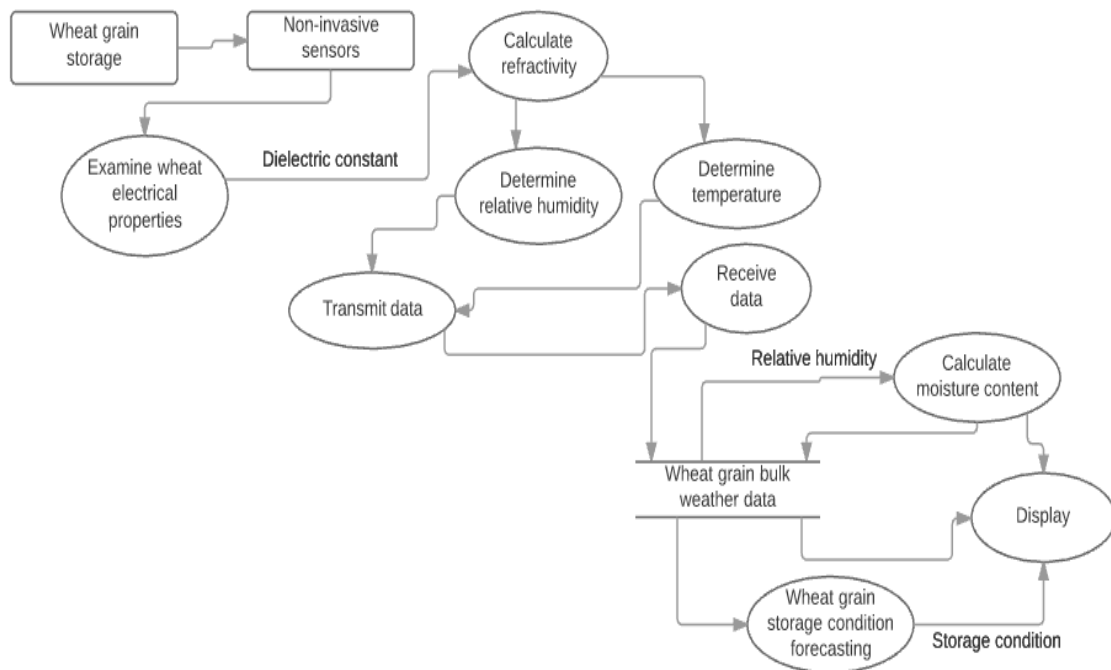 Wheat grain
storage
Non-invasive
sensors
Calculate
refractivity
Examine wheat
electrical
properties
Dielectric constant
Determine
relative humidity
Determine
temperature
Transmit data
Receive
data
Relative humidity
Calculate
moisture content
Wheat grain bulk
weather data
Display
Wheat grain
storage condition
forecasting
Storage condition